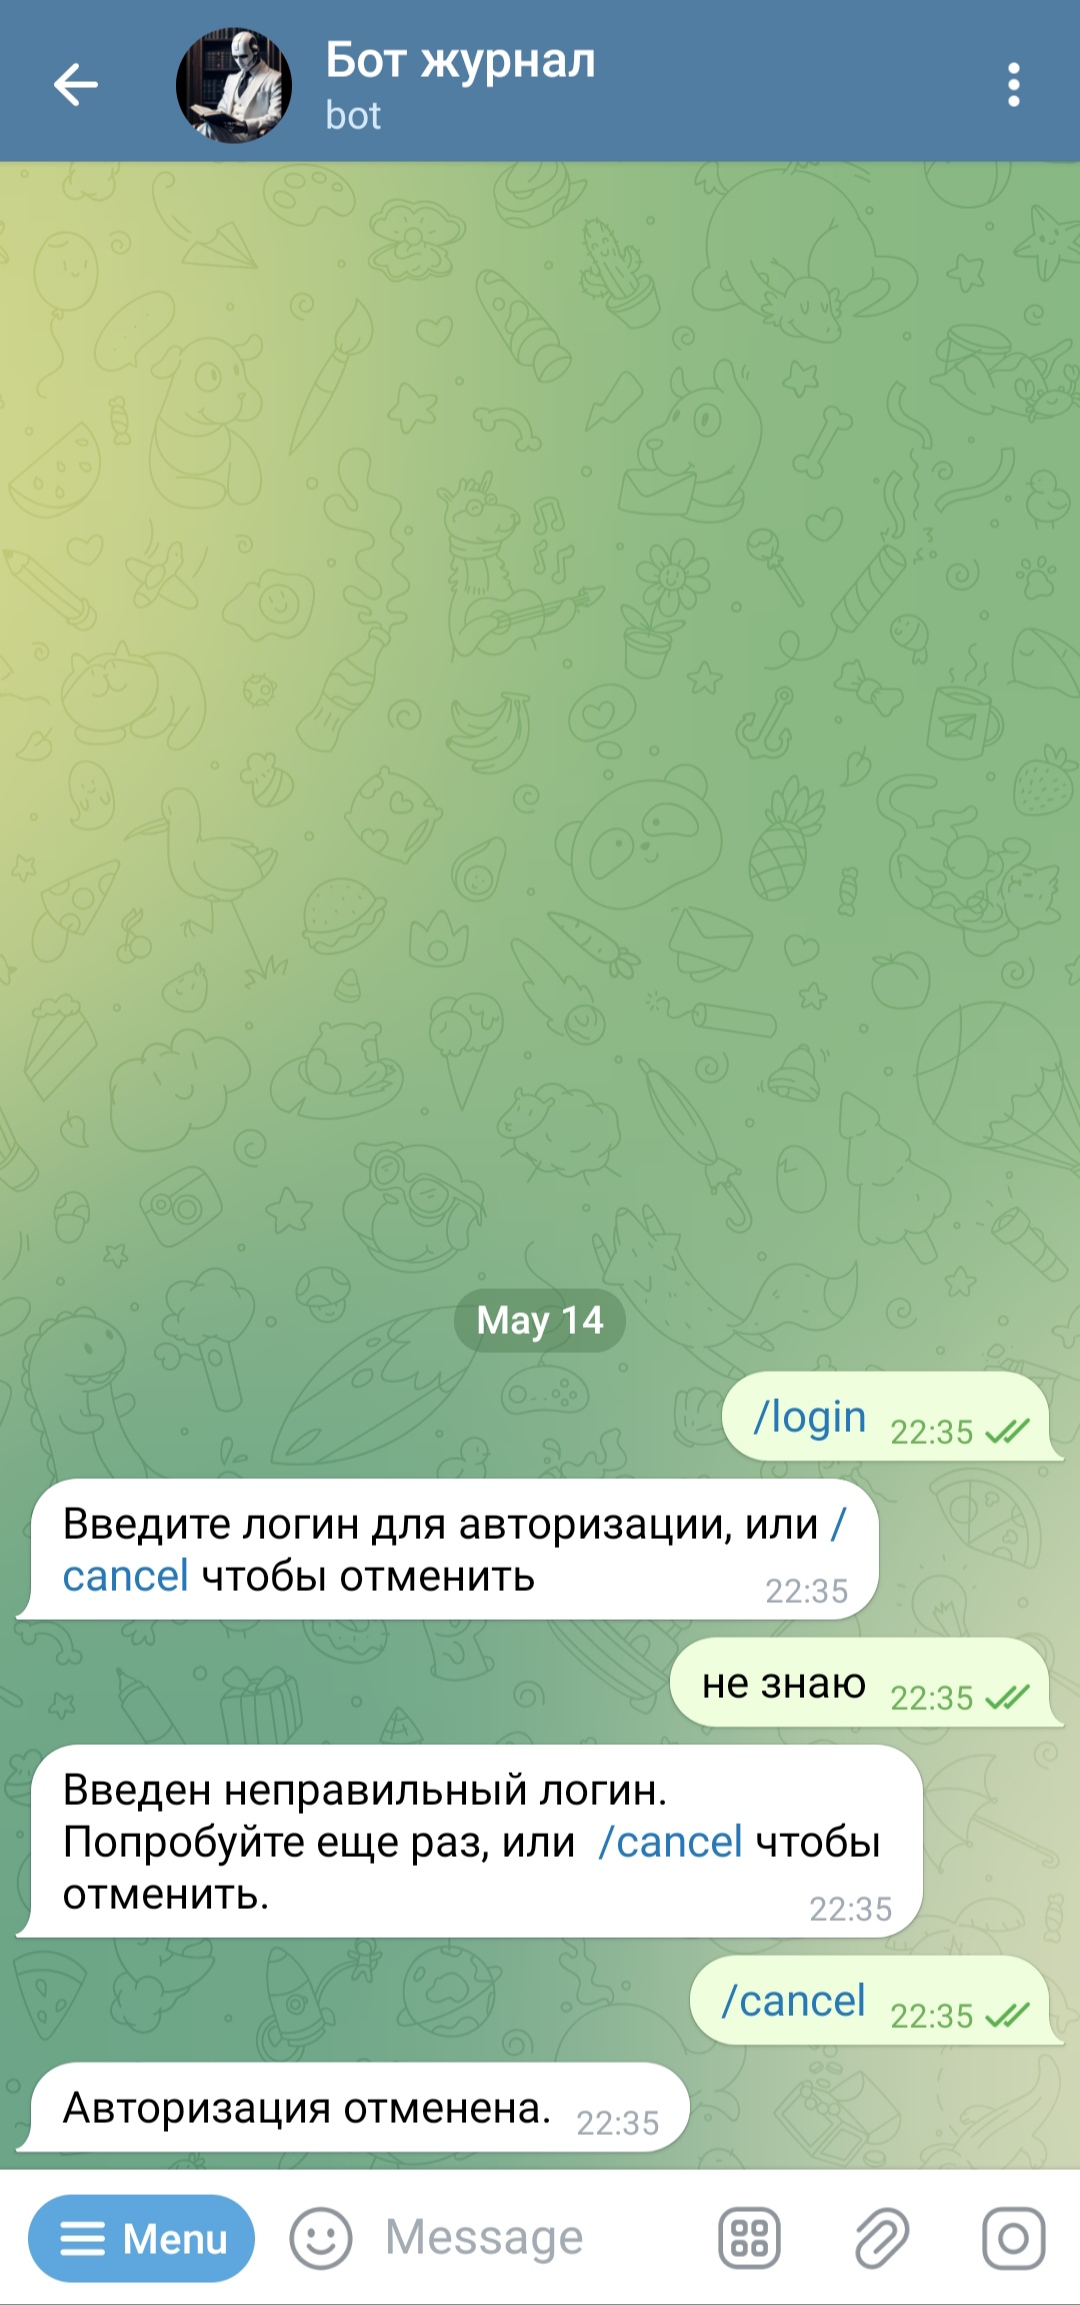 Бот журнал
bot
May 14
/login 22:35
Введите логин для авторизации, или /
cancel чтобы отменить
22:35
не знаю 22:35
Введен неправильный логин.
Попробуйте еще раз, или /cancel чтобы
отменить.
22:35
/cancel 22:35
Авторизация отменена. 22:35
Menu Message